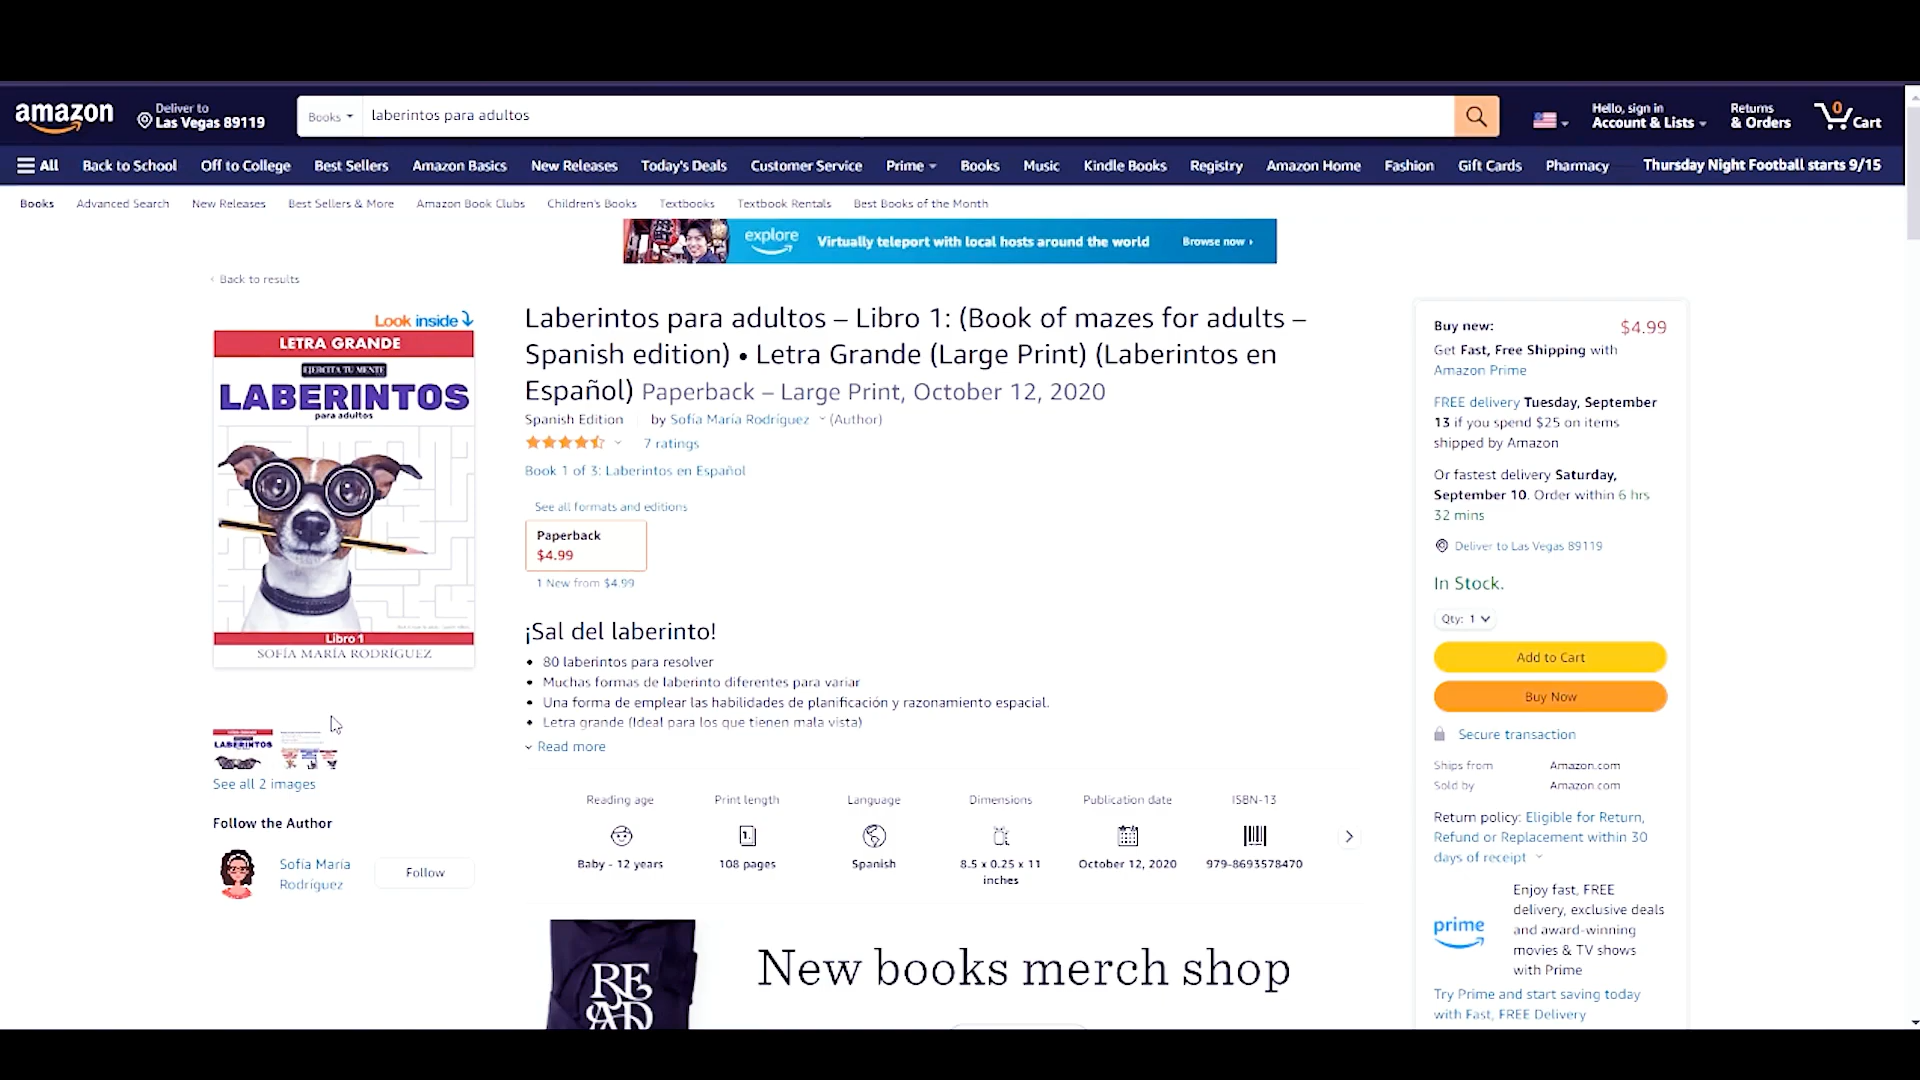 amazon
Deliver to
Las Vegas 89119
Books
laberintos para adultos
Hello, sign in
Account & Lists
Returns
& Orders
0
Cart
All
Back to School
Off to College
Best Sellers
Amazon Basics
New Releases
Today's Deals
Customer Service
Prime
Books
Music
Kindle Books
Registry
Amazon Home
Fashion
Gift Cards
Pharmacy
Thursday Night Football starts 9/15
Books
Advanced Search
New Releases
Best Sellers & More
Amazon Book Clubs
Children's Books
Textbooks
Textbook Rentals
Best Books of the Month
explore
Virtually teleport with local hosts around the world
Browse now ›
‹ Back to results
Look inside
LETRA GRANDE
EJERCITA TU MENTE
LABERINTOS
para adultos
Libro 1
SOFÍA MARÍA RODRÍGUEZ
LABERINTOS
See all 2 images
Follow the Author
Sofía María
Rodríguez
Follow
Laberintos para adultos – Libro 1: (Book of mazes for adults –
Spanish edition) • Letra Grande (Large Print) (Laberintos en
Español) Paperback – Large Print, October 12, 2020
Spanish Edition by Sofía María Rodríguez (Author)
7 ratings
Book 1 of 3: Laberintos en Español
See all formats and editions
Paperback
$4.99
1 New from $4.99
¡Sal del laberinto!
• 80 laberintos para resolver
• Muchas formas de laberinto diferentes para variar
• Una forma de emplear las habilidades de planificación y razonamiento espacial.
• Letra grande (Ideal para los que tienen mala vista)
Read more
Reading age
Baby - 12 years
Print length
1.
108 pages
Language
Spanish
Dimensions
8.5 x 0.25 x 11
inches
Publication date
October 12, 2020
ISBN-13
979-8693578470
RE
AD
New books merch shop
Buy new:
$4.99
Get Fast, Free Shipping with
Amazon Prime
FREE delivery Tuesday, September
13 if you spend $25 on items
shipped by Amazon
Or fastest delivery Saturday,
September 10. Order within 6 hrs
32 mins
Deliver to Las Vegas 89119
In Stock.
Qty: 1
Add to Cart
Buy Now
Secure transaction
Ships from Amazon.com
Sold by Amazon.com
Return policy: Eligible for Return,
Refund or Replacement within 30
days of receipt
prime
Enjoy fast, FREE
delivery, exclusive deals
and award-winning
movies & TV shows
with Prime
Try Prime and start saving today
with Fast, FREE Delivery